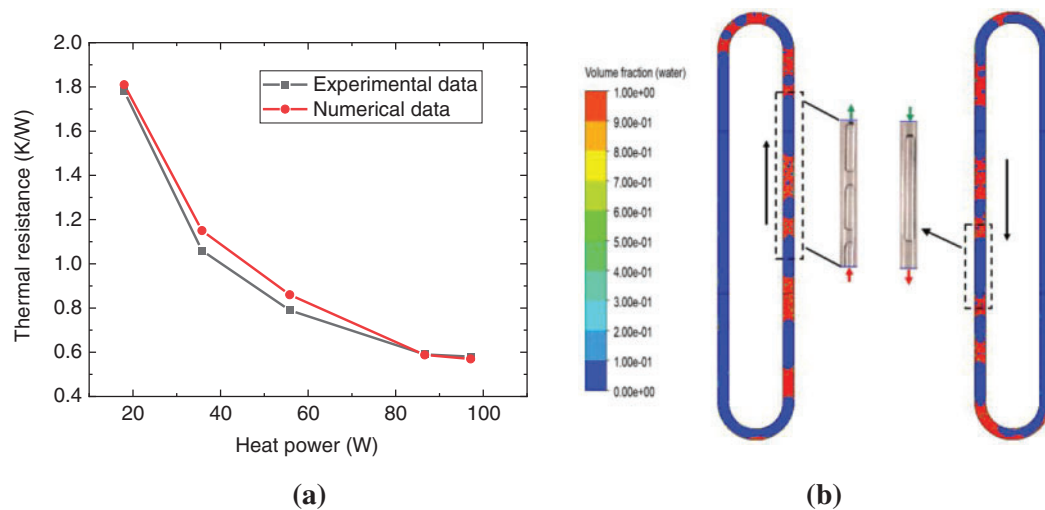 2.0
1.8
1.6
1.4
1.2
1.0
0.8
0.6
0.4
Thermal resistance (K/W)
Experimental data
Numerical data
20 40 60 80 100
Heat power (W)
(a)
Volume fraction (water)
1.00e+00
9.00e-01
8.00e-01
7.00e-01
6.00e-01
5.00e-01
4.00e-01
3.00e-01
2.00e-01
1.00e-01
0.00e+00
(b)